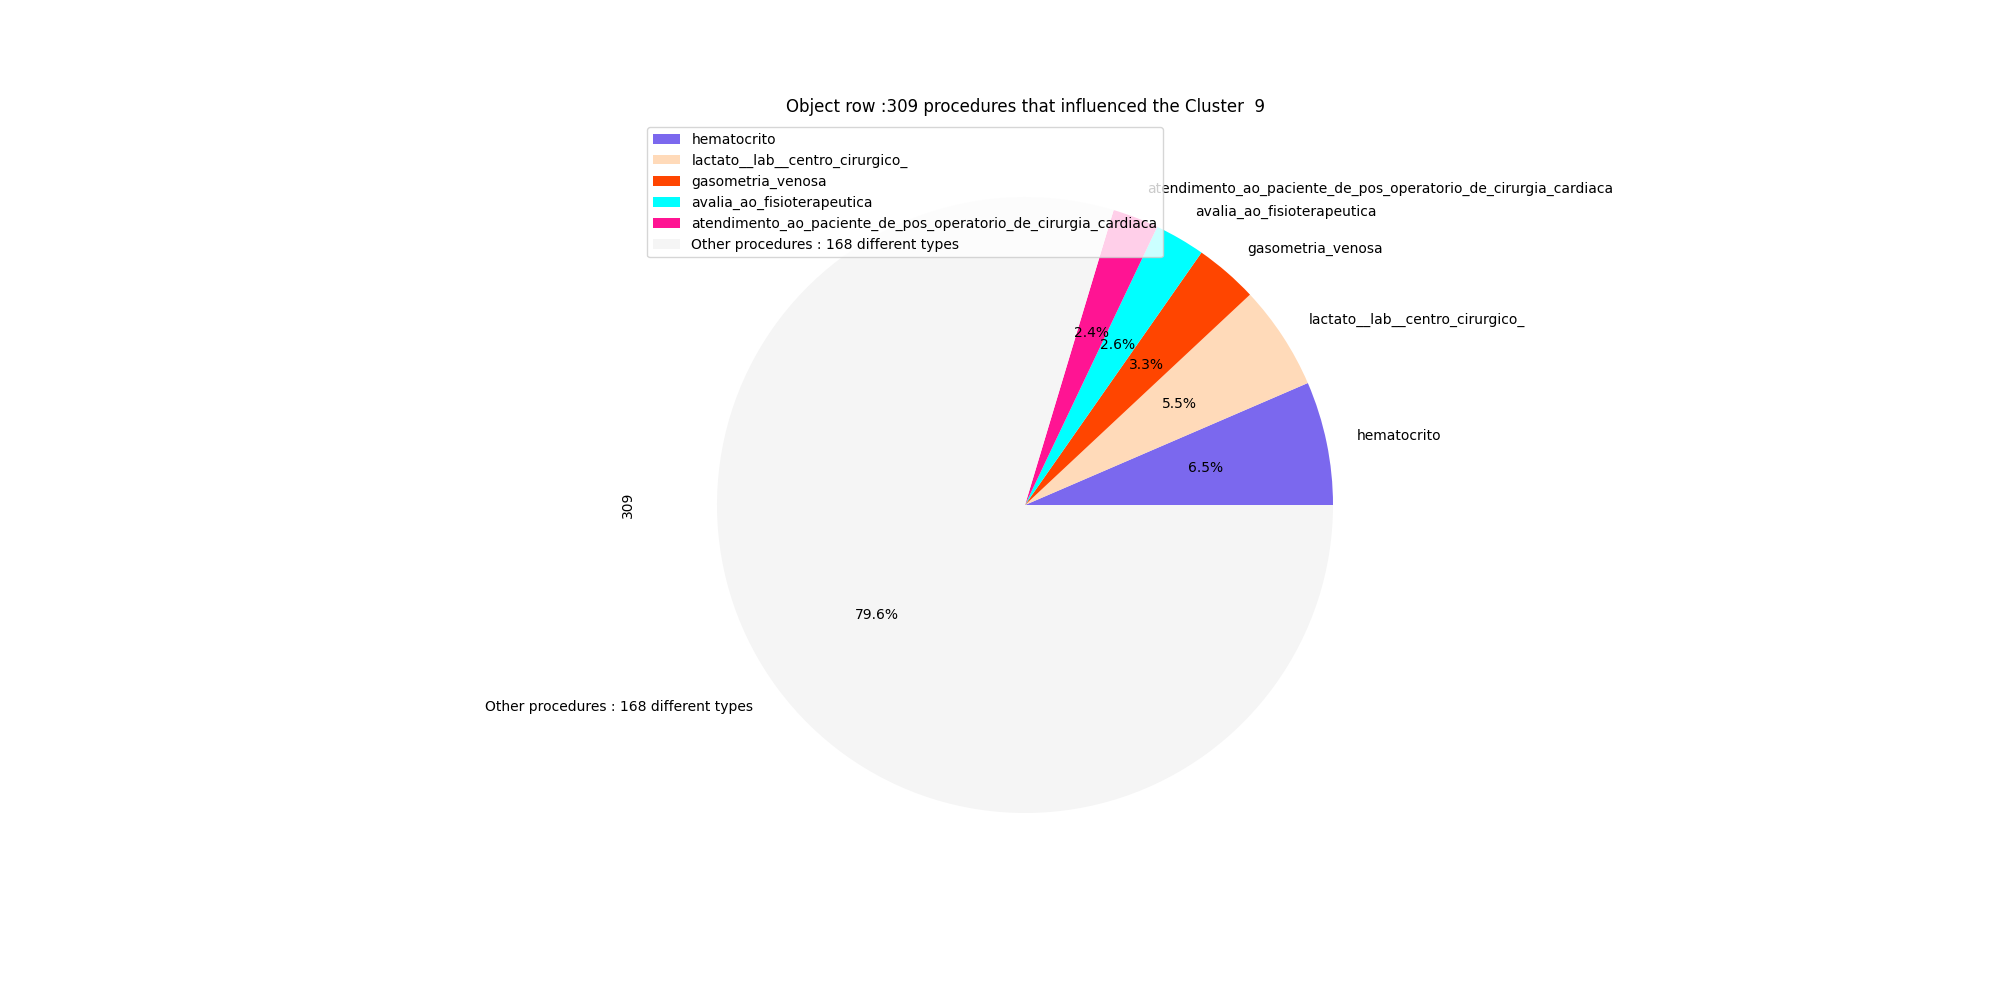 Object row :309 procedures that influenced the Cluster  9
hematocrito
lactato__lab__centro_cirurgico_
gasometria_venosa
avalia_ao_fisioterapeutica
atendimento_ao_paciente_de_pos_operatorio_de_cirurgia_cardiaca
Other procedures : 168 different types
atendimento_ao_paciente_de_pos_operatorio_de_cirurgia_cardiaca
avalia_ao_fisioterapeutica
gasometria_venosa
lactato__lab__centro_cirurgico_
hematocrito
2.4%
2.6%
3.3%
5.5%
6.5%
309
79.6%
Other procedures : 168 different types